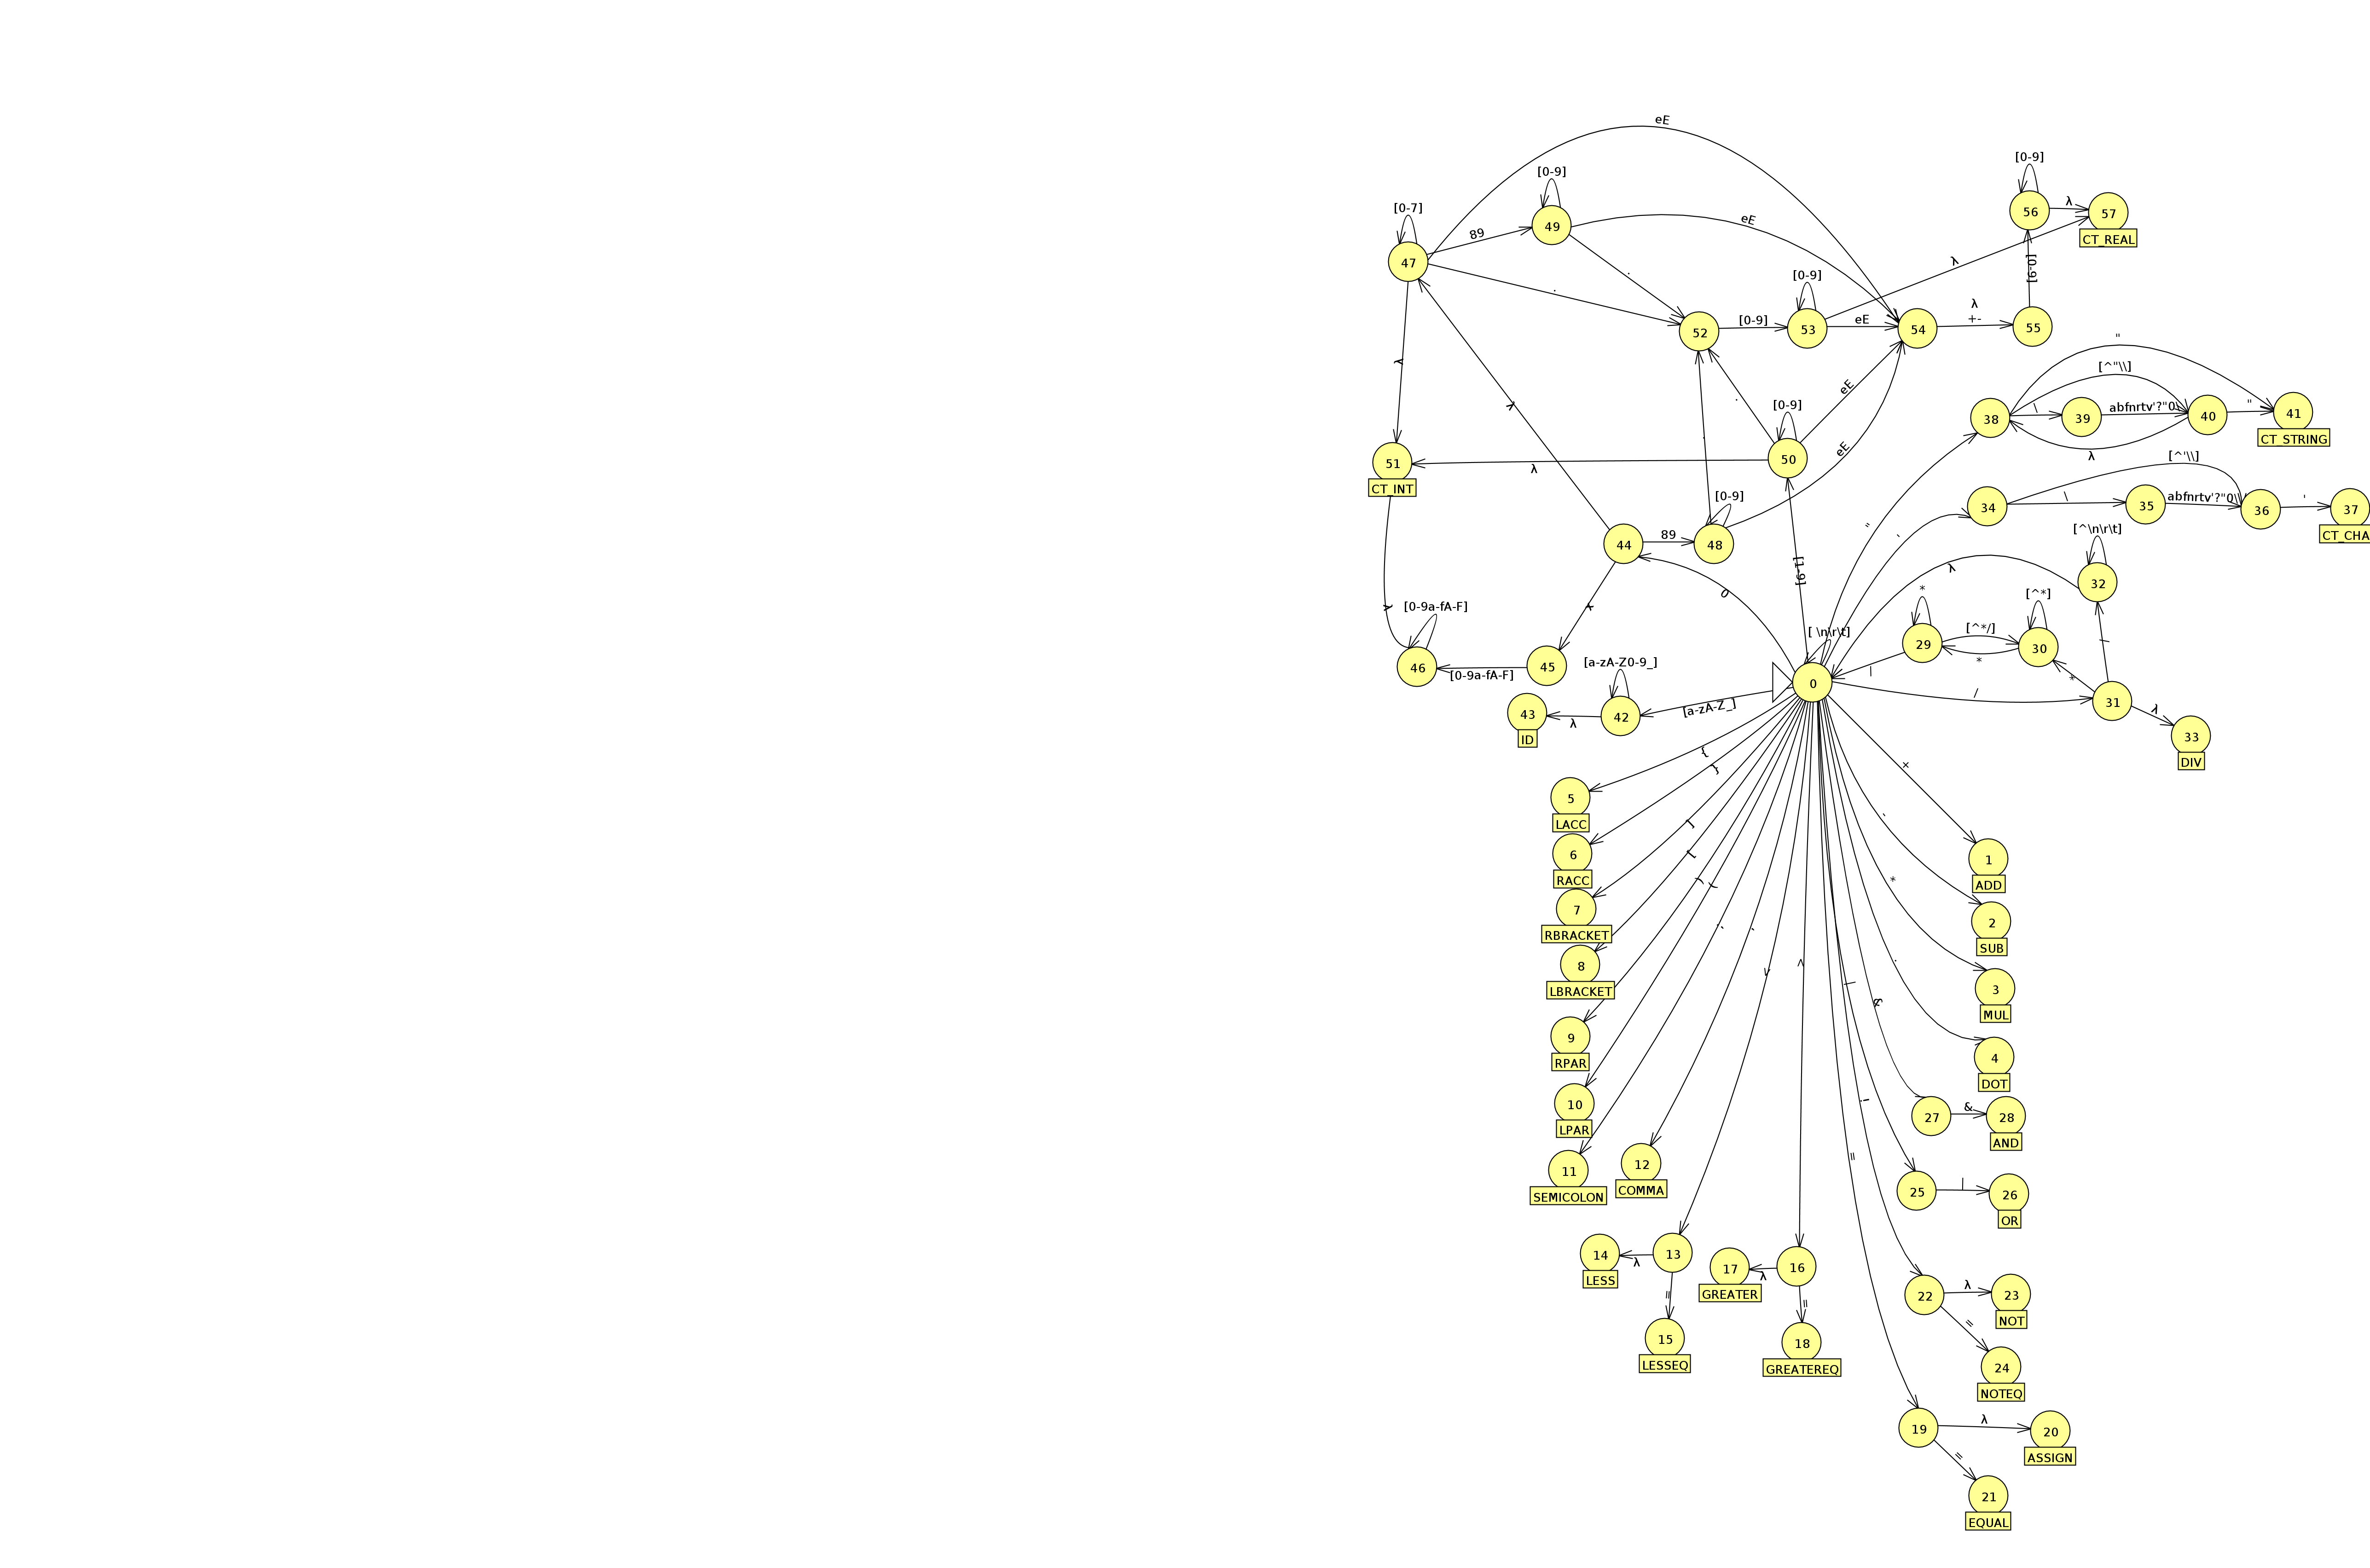 eE
[0-9]
[0-9]
[0-7]
λ
56
57
47
89
49
eE
CT_REAL
.
.
λ
[0-9]
[0-9]
52
[0-9]
53
eE
54
λ
+-
55
"
[^"\\]
λ
λ
.
eE
[0-9]
38
\
39
abfnrtv'?"0\
40
"
41
CT_STRING
λ
[^'\\]
51
CT_INT
λ
50
.
eE
[0-9]
34
\
35
abfnrtv'?"0\
36
'
37
CT_CHA
"
'
[^\n\r\t]
44
89
48
[1-9]
λ
32
0
x
λ
[0-9a-fA-F]
*
[^*]
[ \n\r\t]
29
[^*/]
*
30
/
46
[0-9a-fA-F]
45
[a-zA-Z0-9_]
0
/
/
*
31
λ
43
ID
λ
42
[a-zA-Z_]
33
DIV
{
}
+
5
LACC
-
6
RACC
]
[
1
ADD
7
RBRACKET
)
(
*
2
SUB
8
LBRACKET
;
,
<
>
|
.
&
3
MUL
9
RPAR
4
DOT
10
LPAR
!
27
&
28
AND
11
SEMICOLON
12
COMMA
=
25
|
26
OR
14
LESS
λ
13
17
GREATER
λ
16
=
=
22
λ
23
NOT
=
15
LESSEQ
18
GREATEREQ
24
NOTEQ
19
λ
20
ASSIGN
=
21
EQUAL